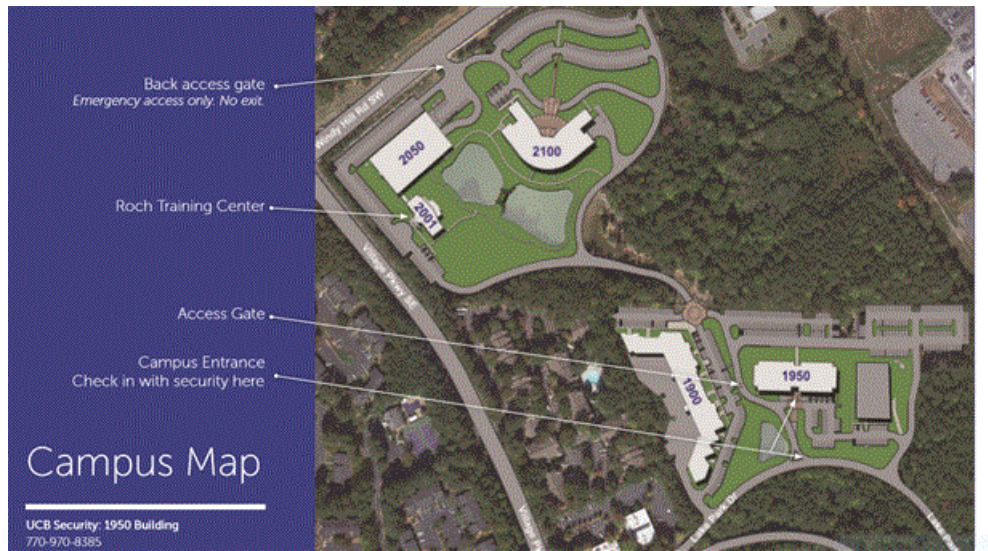 Back access gate
Emergency access only. No exit.
Roch Training Center
Access Gate
Campus Entrance
Check in with security here
Campus Map
UCB Security: 1950 Building
770-970-8385
Windy Hill Rd SW
2050
2100
2001
Village Pkwy SE
1900
1950
Lake Park Dr